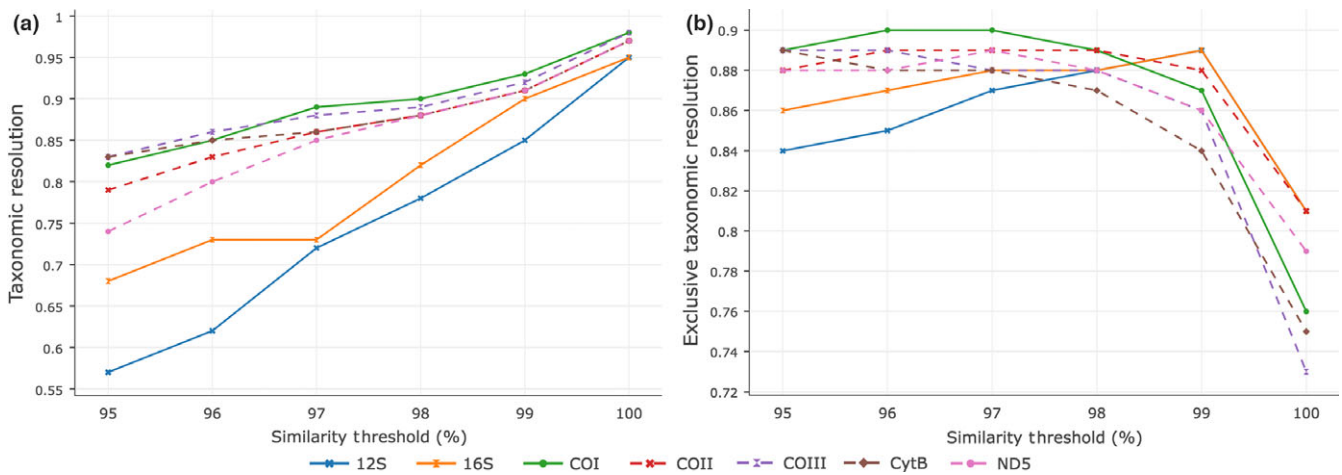 (a)
Taxonomic resolution
1
0.95
0.9
0.85
0.8
0.75
0.7
0.65
0.6
0.55
95 96 97 98 99 100
Similarity threshold (%)
(b)
Exclusive taxonomic resolution
0.9
0.88
0.86
0.84
0.82
0.8
0.78
0.76
0.74
0.72
95 96 97 98 99 100
Similarity threshold (%)
12S 16S COI COII COIII CytB ND5